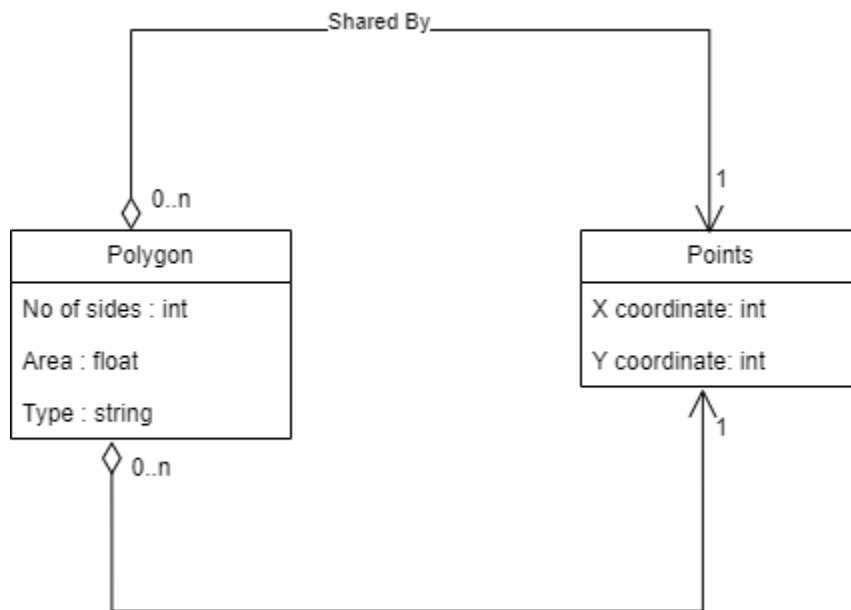 Shared By
0..n
1
Polygon
No of sides : int
Area : float
Type : string
Points
X coordinate: int
Y coordinate: int
0..n
1